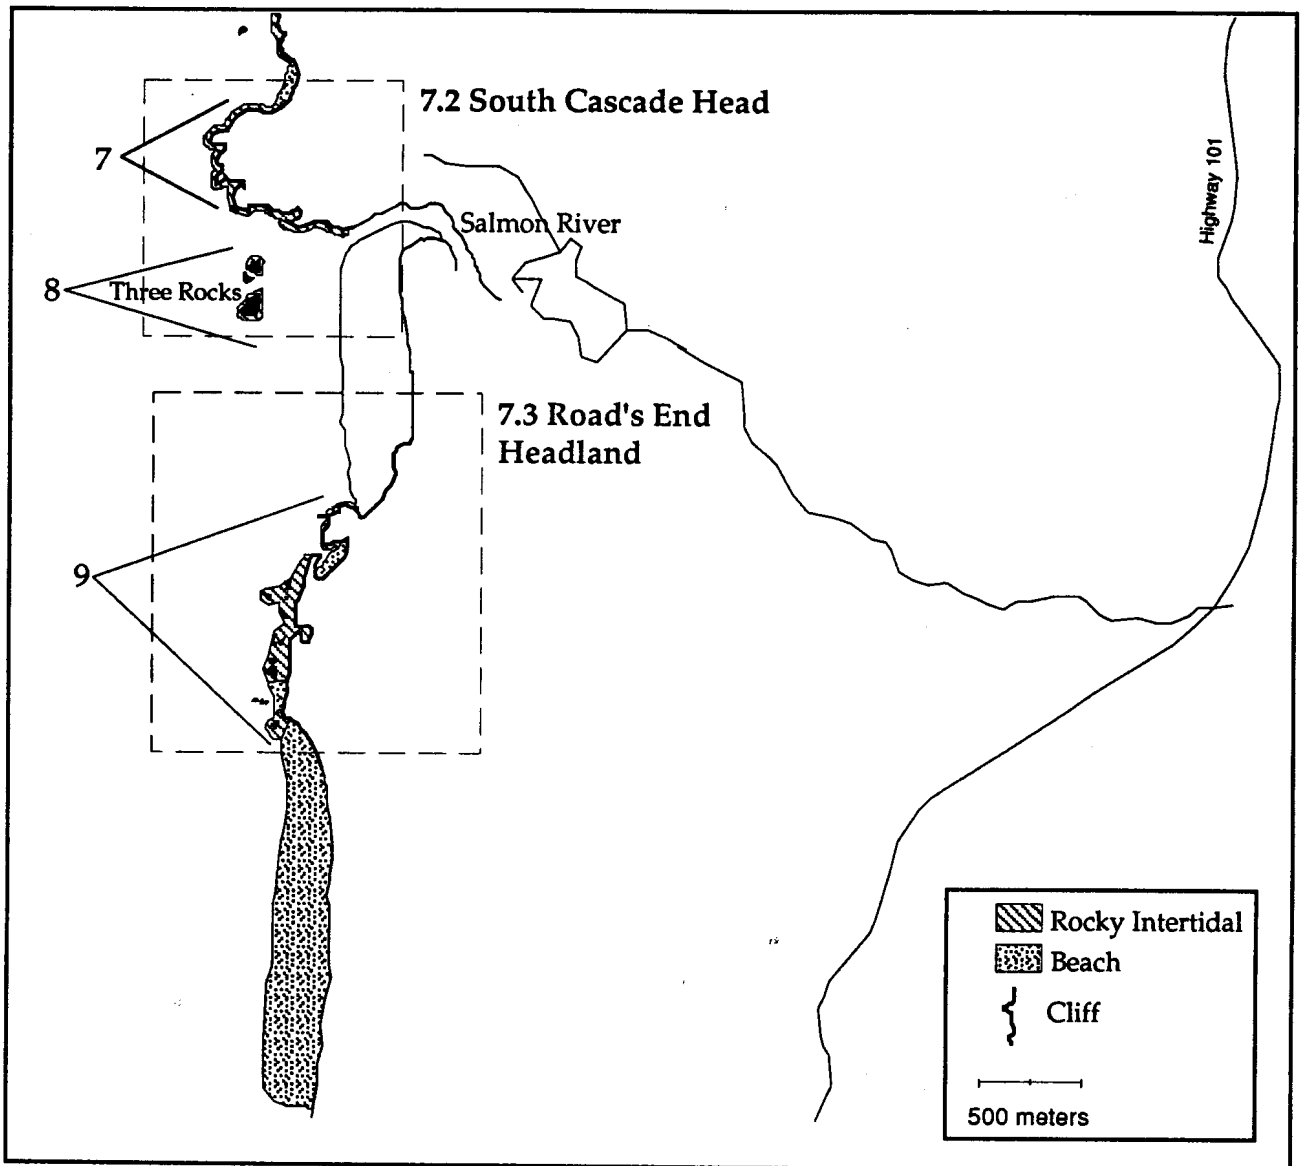 7.2 South Cascade Head
7
Highway 101
Salmon River
8
Three Rocks
7.3 Road's End
Headland
9
Rocky Intertidal
Beach
Cliff
500 meters